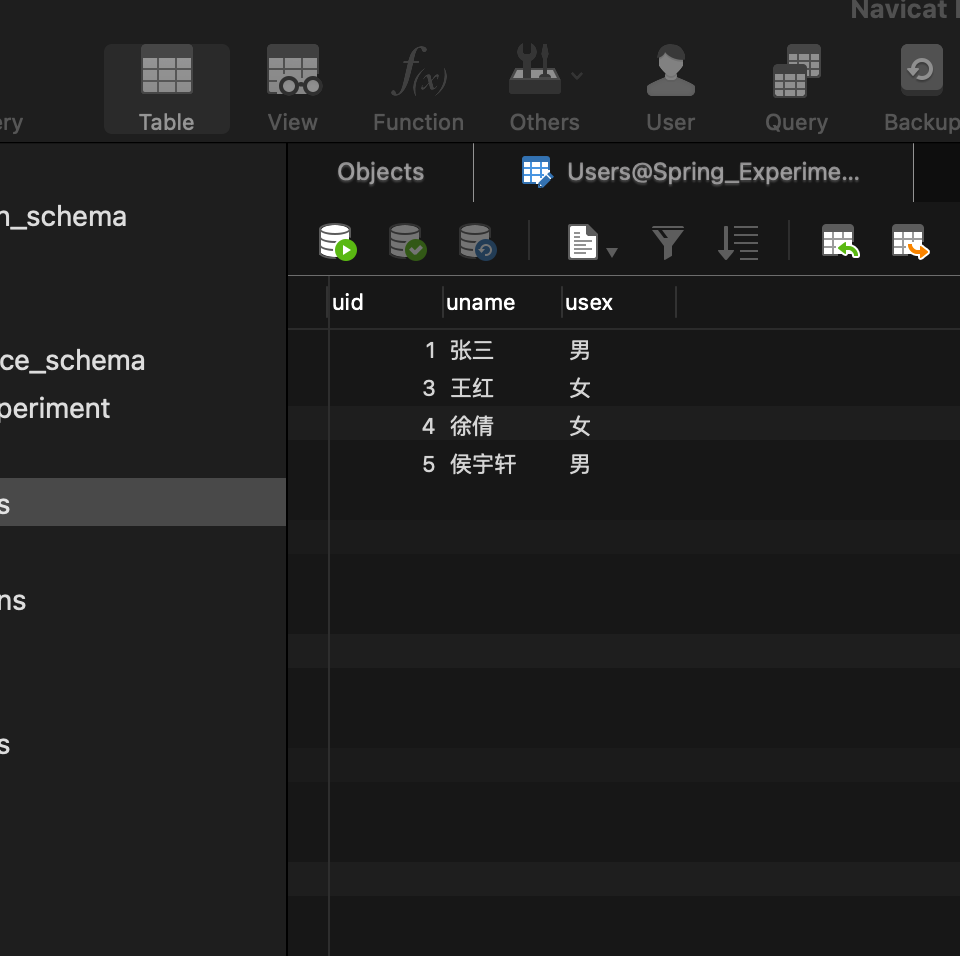 Navicat
ery
Table
View
f(x)
Function
Others
User
Query
Backup
n_schema
ce_schema
periment
s
ns
s
Objects
Users@Spring_Experime...
uid uname usex
1 张三 男
3 王红 女
4 徐倩 女
5 侯宇轩 男